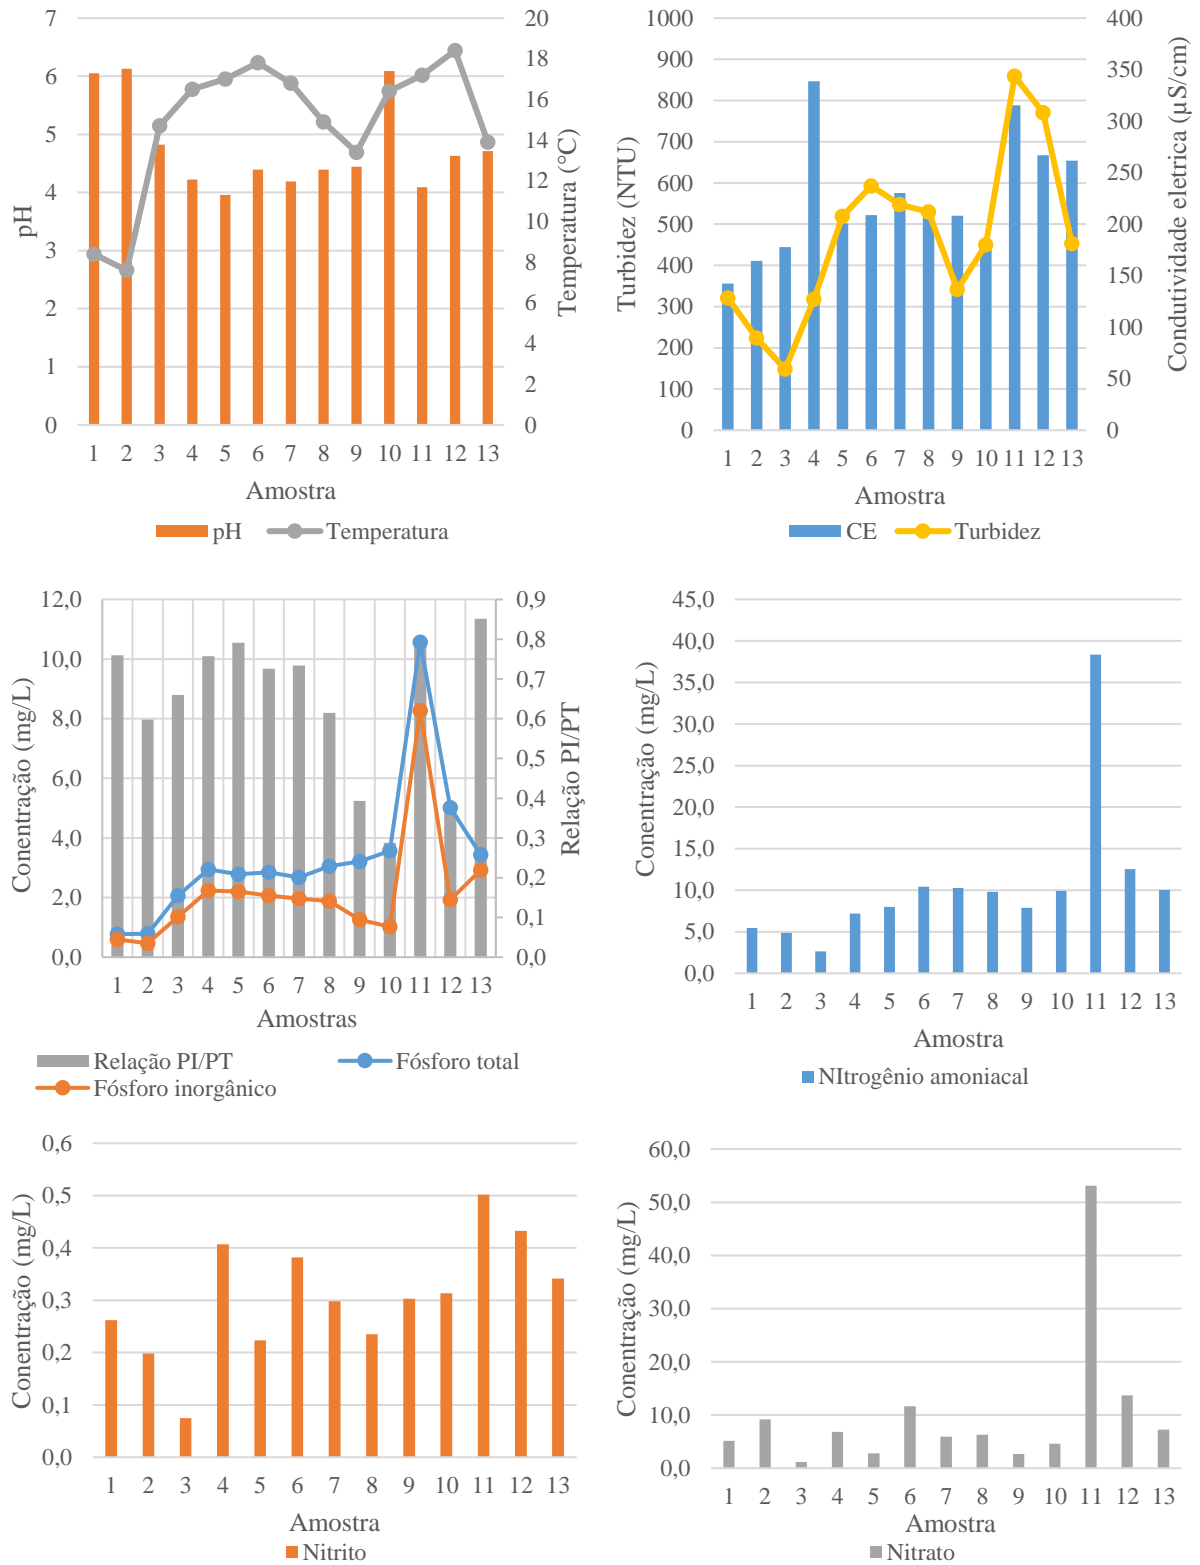 7
6
5
4
3
2
1
0
pH
20
18
16
14
12
10
8
6
4
2
0
Temperatura (°C)
1 2 3 4 5 6 7 8 9 10 11 12 13
Amostra
pH Temperatura
1000
900
800
700
600
500
400
300
200
100
0
Turbidez (NTU)
400
350
300
250
200
150
100
50
0
Condutividade eletrica (µS/cm)
1 2 3 4 5 6 7 8 9 10 11 12 13
Amostra
CE Turbidez
12,0
10,0
8,0
6,0
4,0
2,0
0,0
Conentração (mg/L)
0,9
0,8
0,7
0,6
0,5
0,4
0,3
0,2
0,1
0,0
Relação PI/PT
1 2 3 4 5 6 7 8 9 10 11 12 13
Amostras
Relação PI/PT Fósforo total
Fósforo inorgânico
45,0
40,0
35,0
30,0
25,0
20,0
15,0
10,0
5,0
0,0
Conentração (mg/L)
1 2 3 4 5 6 7 8 9 10 11 12 13
Amostra
NItrogênio amoniacal
0,6
0,5
0,4
0,3
0,2
0,1
0,0
Conentração (mg/L)
1 2 3 4 5 6 7 8 9 10 11 12 13
Amostra
Nitrito
60,0
50,0
40,0
30,0
20,0
10,0
0,0
Conentração (mg/L)
1 2 3 4 5 6 7 8 9 10 11 12 13
Amostra
Nitrato